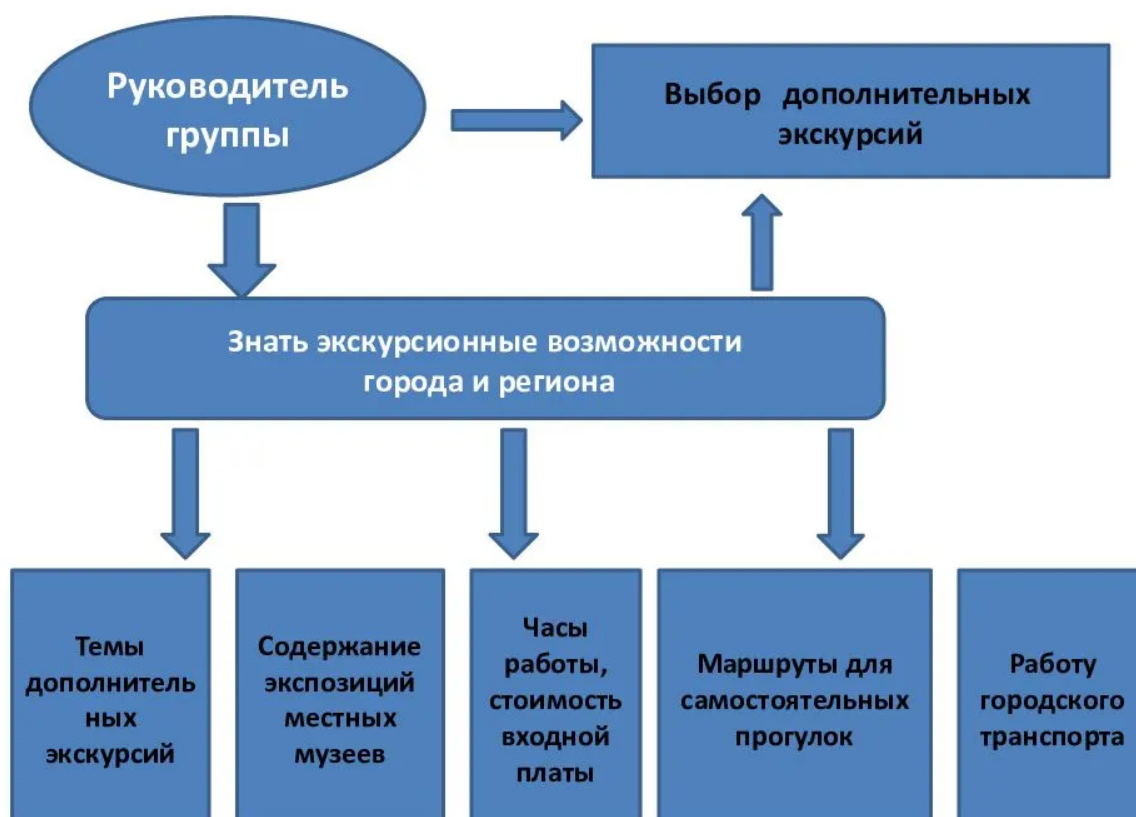 Руководитель
группы
Выбор дополнительных
экскурсий
Знать экскурсионные возможности
города и региона
Темы
дополнитель
ных
экскурсий
Содержание
экспозиций
местных
музеев
Часы
работы,
стоимость
входной
платы
Маршруты для
самостоятельных
прогулок
Работу
городского
транспорта